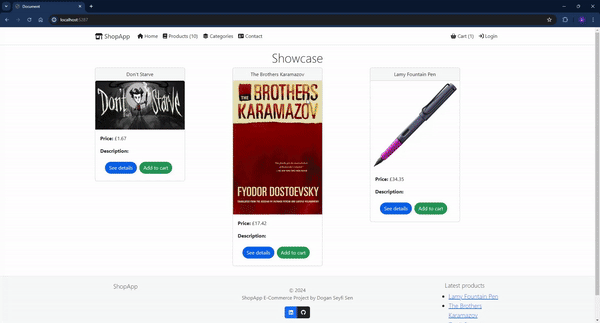 Document
localhost:5287
ShopApp
Home
Products (10)
Categories
Contact
Cart (1)
Login
Showcase
Don't Starve
Don't Starve
Price: £1.67
Description:
See details
Add to cart
The Brothers Karamazov
THE BROTHERS
KARAMAZOV
FYODOR DOSTOEVSKY
Price: £17.42
Description:
See details
Add to cart
Lamy Fountain Pen
Price: £34.35
Description:
See details
Add to cart
ShopApp
© 2024
ShopApp E-Commerce Project by Dogan Seyfi Sen
Latest products
Lamy Fountain Pen
The Brothers
Karamazov